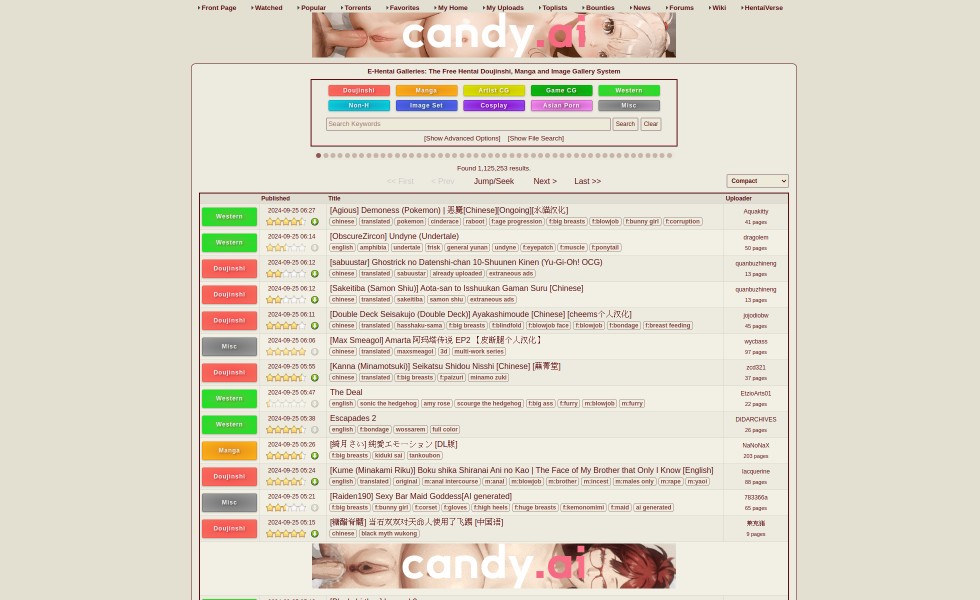 Front Page Watched Popular Torrents Favorites My Home My Uploads Toplists Bounties News Forums Wiki HentaiVerse
candy.ai
E-Hentai Galleries: The Free Hentai Doujinshi, Manga and Image Gallery System
Doujinshi Manga Artist CG Game CG Western
Non-H Image Set Cosplay Asian Porn Misc
Search Keywords Search Clear
[Show Advanced Options] [Show File Search]
Found 1,125,253 results.
<< First < Prev Jump/Seek Next > Last >> Compact
Published Title Uploader
Western 2024-09-25 06:27 [Agious] Demoness (Pokemon) | 恶魔[Chinese][Ongoing][水猫汉化] Aquakitty
chinese translated pokemon cinderace raboot f:age progression f:big breasts f:blowjob f:bunny girl f:corruption 41 pages
Western 2024-09-25 06:14 [ObscureZircon] Undyne (Undertale) dragolem
english amphibia undertale frisk general yunan undyne f:eyepatch f:muscle f:ponytail 50 pages
Doujinshi 2024-09-25 06:12 [sabuustar] Ghostrick no Datenshi-chan 10-Shuunen Kinen (Yu-Gi-Oh! OCG) quanbuzhineng
chinese translated sabuustar already uploaded extraneous ads 13 pages
Doujinshi 2024-09-25 06:12 [Sakeitiba (Samon Shiu)] Aota-san to Isshuukan Gaman Suru [Chinese] quanbuzhineng
chinese translated sakeitiba samon shiu extraneous ads 13 pages
Doujinshi 2024-09-25 06:11 [Double Deck Seisakujo (Double Deck)] Ayakashimoude [Chinese] [cheems个人汉化] jojodiobw
chinese translated hasshaku-sama f:big breasts f:blindfold f:blowjob face f:blowjob f:bondage f:breast feeding 45 pages
Misc 2024-09-25 06:06 [Max Smeagol] Amarta 阿玛塔传说 EP2 【皮断腿个人汉化】 wycbass
chinese translated maxsmeagol 3d multi-work series 97 pages
Doujinshi 2024-09-25 05:55 [Kanna (Minamotsuki)] Seikatsu Shidou Nisshi [Chinese] zcd321
chinese translated f:big breasts f:paizuri minamo zuki 37 pages
Western 2024-09-25 05:47 The Deal EtzinArts01
english sonic the hedgehog amy rose scourge the hedgehog f:big ass f:furry m:blowjob m:furry 22 pages
Western 2024-09-25 05:38 Escapades 2 DIDARCHIVES
english f:bondage wossarem full color 26 pages
Manga 2024-09-25 05:26 [綺月さい] 純愛エモーション [DL版] NaNoNaX
f:big breasts kiduki sai tankoubon 203 pages
Doujinshi 2024-09-25 05:24 [Kume (Minakami Riku)] Boku shika Shiranai Ani no Kao | The Face of My Brother that Only I Know [English] lacquerine
english translated original m:anal intercourse m:anal m:blowjob m:brother m:incest m:males only m:rape m:yaoi 88 pages
Misc 2024-09-25 05:21 [Raiden190] Sexy Bar Maid Goddess[AI generated] 783366a
f:big breasts f:bunny girl f:corset f:gloves f:high heels f:huge breasts f:kemonomimi f:maid ai generated 65 pages
Doujinshi 2024-09-25 05:15 [糖醋脊髓] 当石双双对天命人使用了飞踢 [中国语]
chinese black myth wukong 9 pages
candy.ai